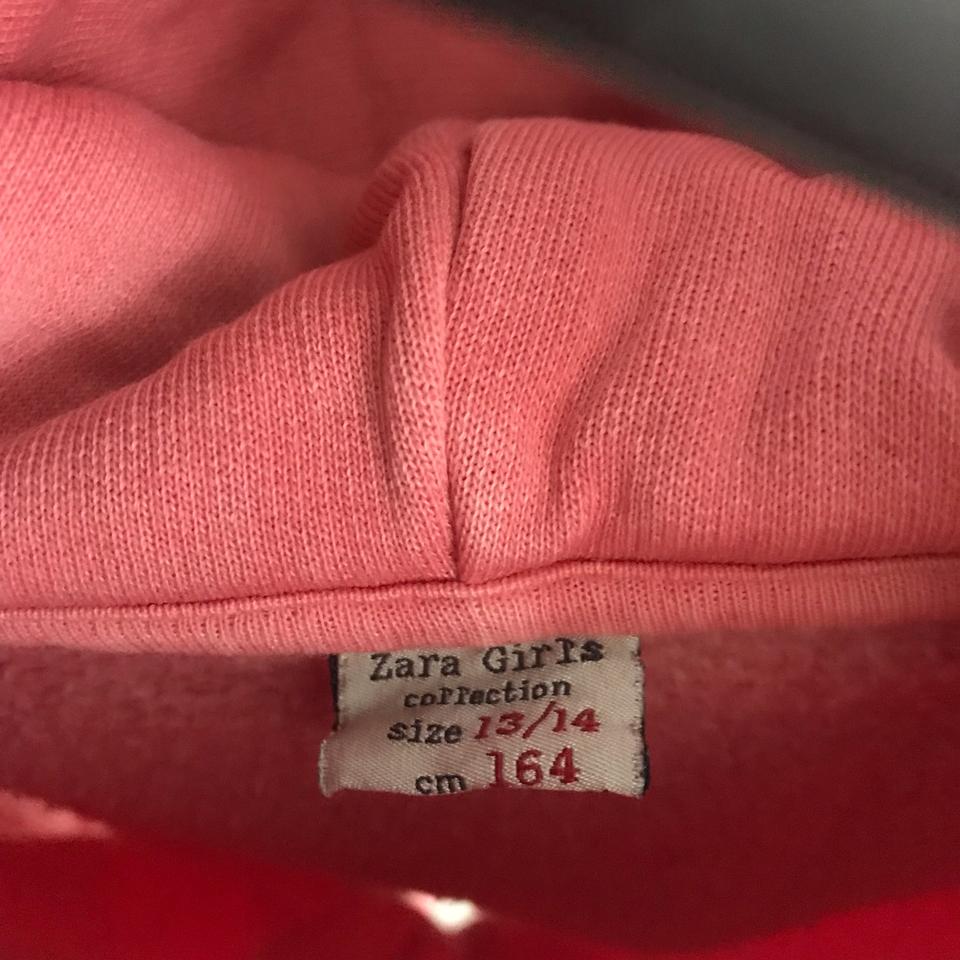 Zara Girls
collection
size 13/14
cm 164